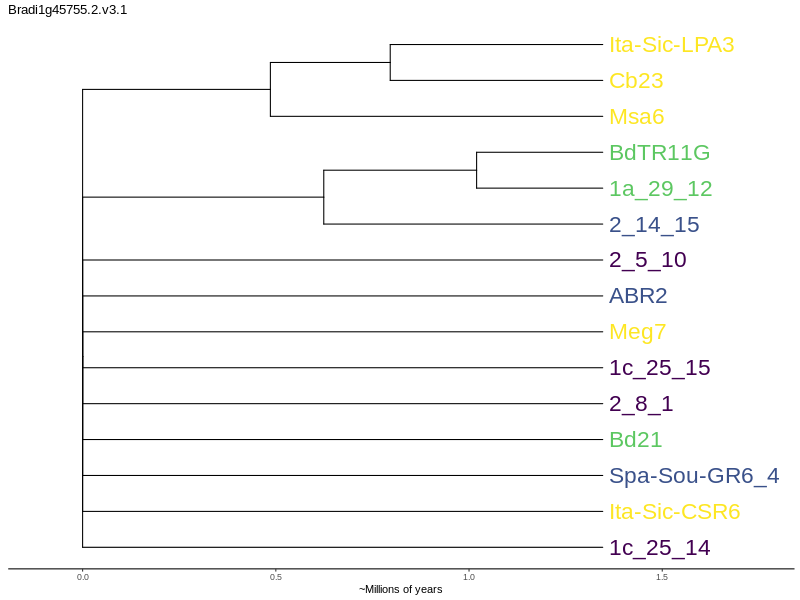 Bradi1g45755.2.v3.1
Ita-Sic-LPA3
Cb23
Msa6
BdTR11G
1a_29_12
2_14_15
2_5_10
ABR2
Meg7
1c_25_15
2_8_1
Bd21
Spa-Sou-GR6_4
Ita-Sic-CSR6
1c_25_14
0.0 0.5 1.0 1.5
~Millions of years